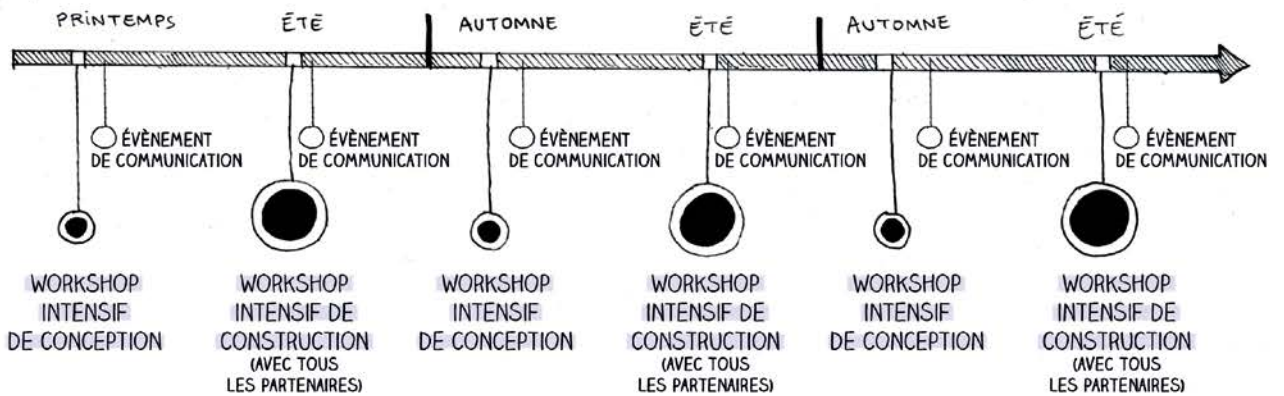 PRINTEMPS
ÉTÉ
AUTOMNE
ÉTÉ
AUTOMNE
ÉTÉ
ÉVÈNEMENT
DE COMMUNICATION
ÉVÈNEMENT
DE COMMUNICATION
ÉVÈNEMENT
DE COMMUNICATION
ÉVÈNEMENT
DE COMMUNICATION
ÉVÈNEMENT
DE COMMUNICATION
ÉVÈNEMENT
DE COMMUNICATION
WORKSHOP
INTENSIF
DE CONCEPTION
WORKSHOP
INTENSIF DE
CONSTRUCTION
(AVEC TOUS
LES PARTENAIRES)
WORKSHOP
INTENSIF
DE CONCEPTION
WORKSHOP
INTENSIF DE
CONSTRUCTION
(AVEC TOUS
LES PARTENAIRES)
WORKSHOP
INTENSIF
DE CONCEPTION
WORKSHOP
INTENSIF DE
CONSTRUCTION
(AVEC TOUS
LES PARTENAIRES)